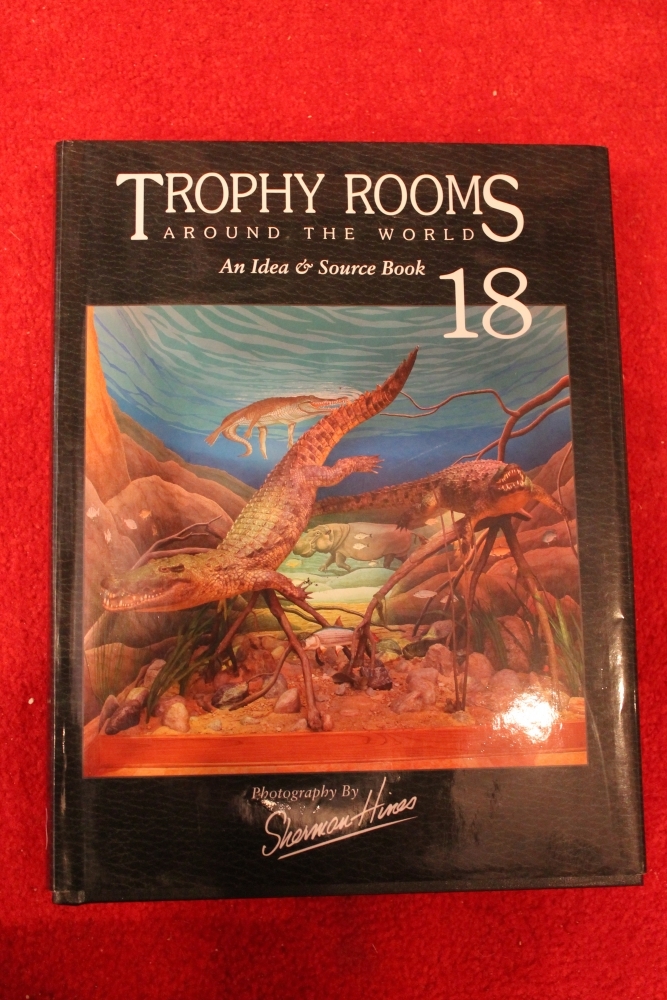 TROPHY ROOMS
AROUND THE WORLD
An Idea & Source Book
18
Photography By
Sherman Hines